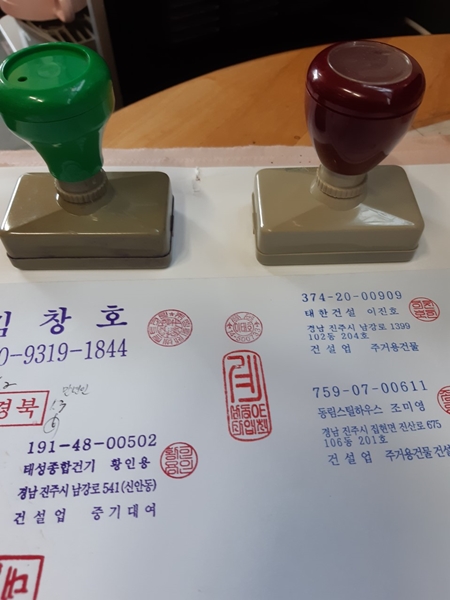 창 호
0-9319-1844
경북
191-48-00502
태성종합건기 황인용
경남 진주시 남강로 541(신안동)
건설업 중기대여
374-20-00909
태한건설 이진호
경남 진주시 남강로 1399
102동 204호
건설업 주거용건물
759-07-00611
동림스틸하우스 조미영
경남 진주시 집현면 진산로 675
106동 201호
건설업 주거용건물 건설